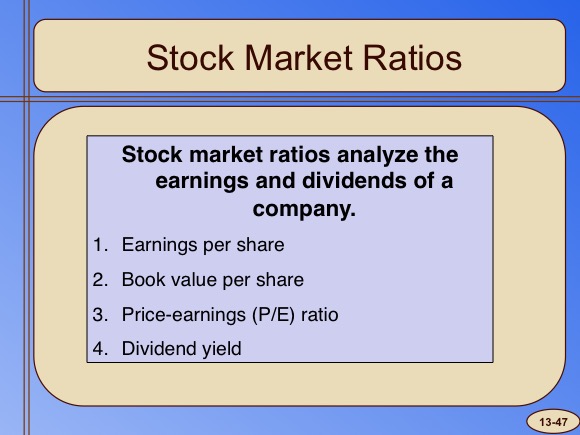 Stock Market Ratios
Stock market ratios analyze the
earnings and dividends of a
company.
1. Earnings per share
2. Book value per share
3. Price-earnings (P/E) ratio
4. Dividend yield
13-47